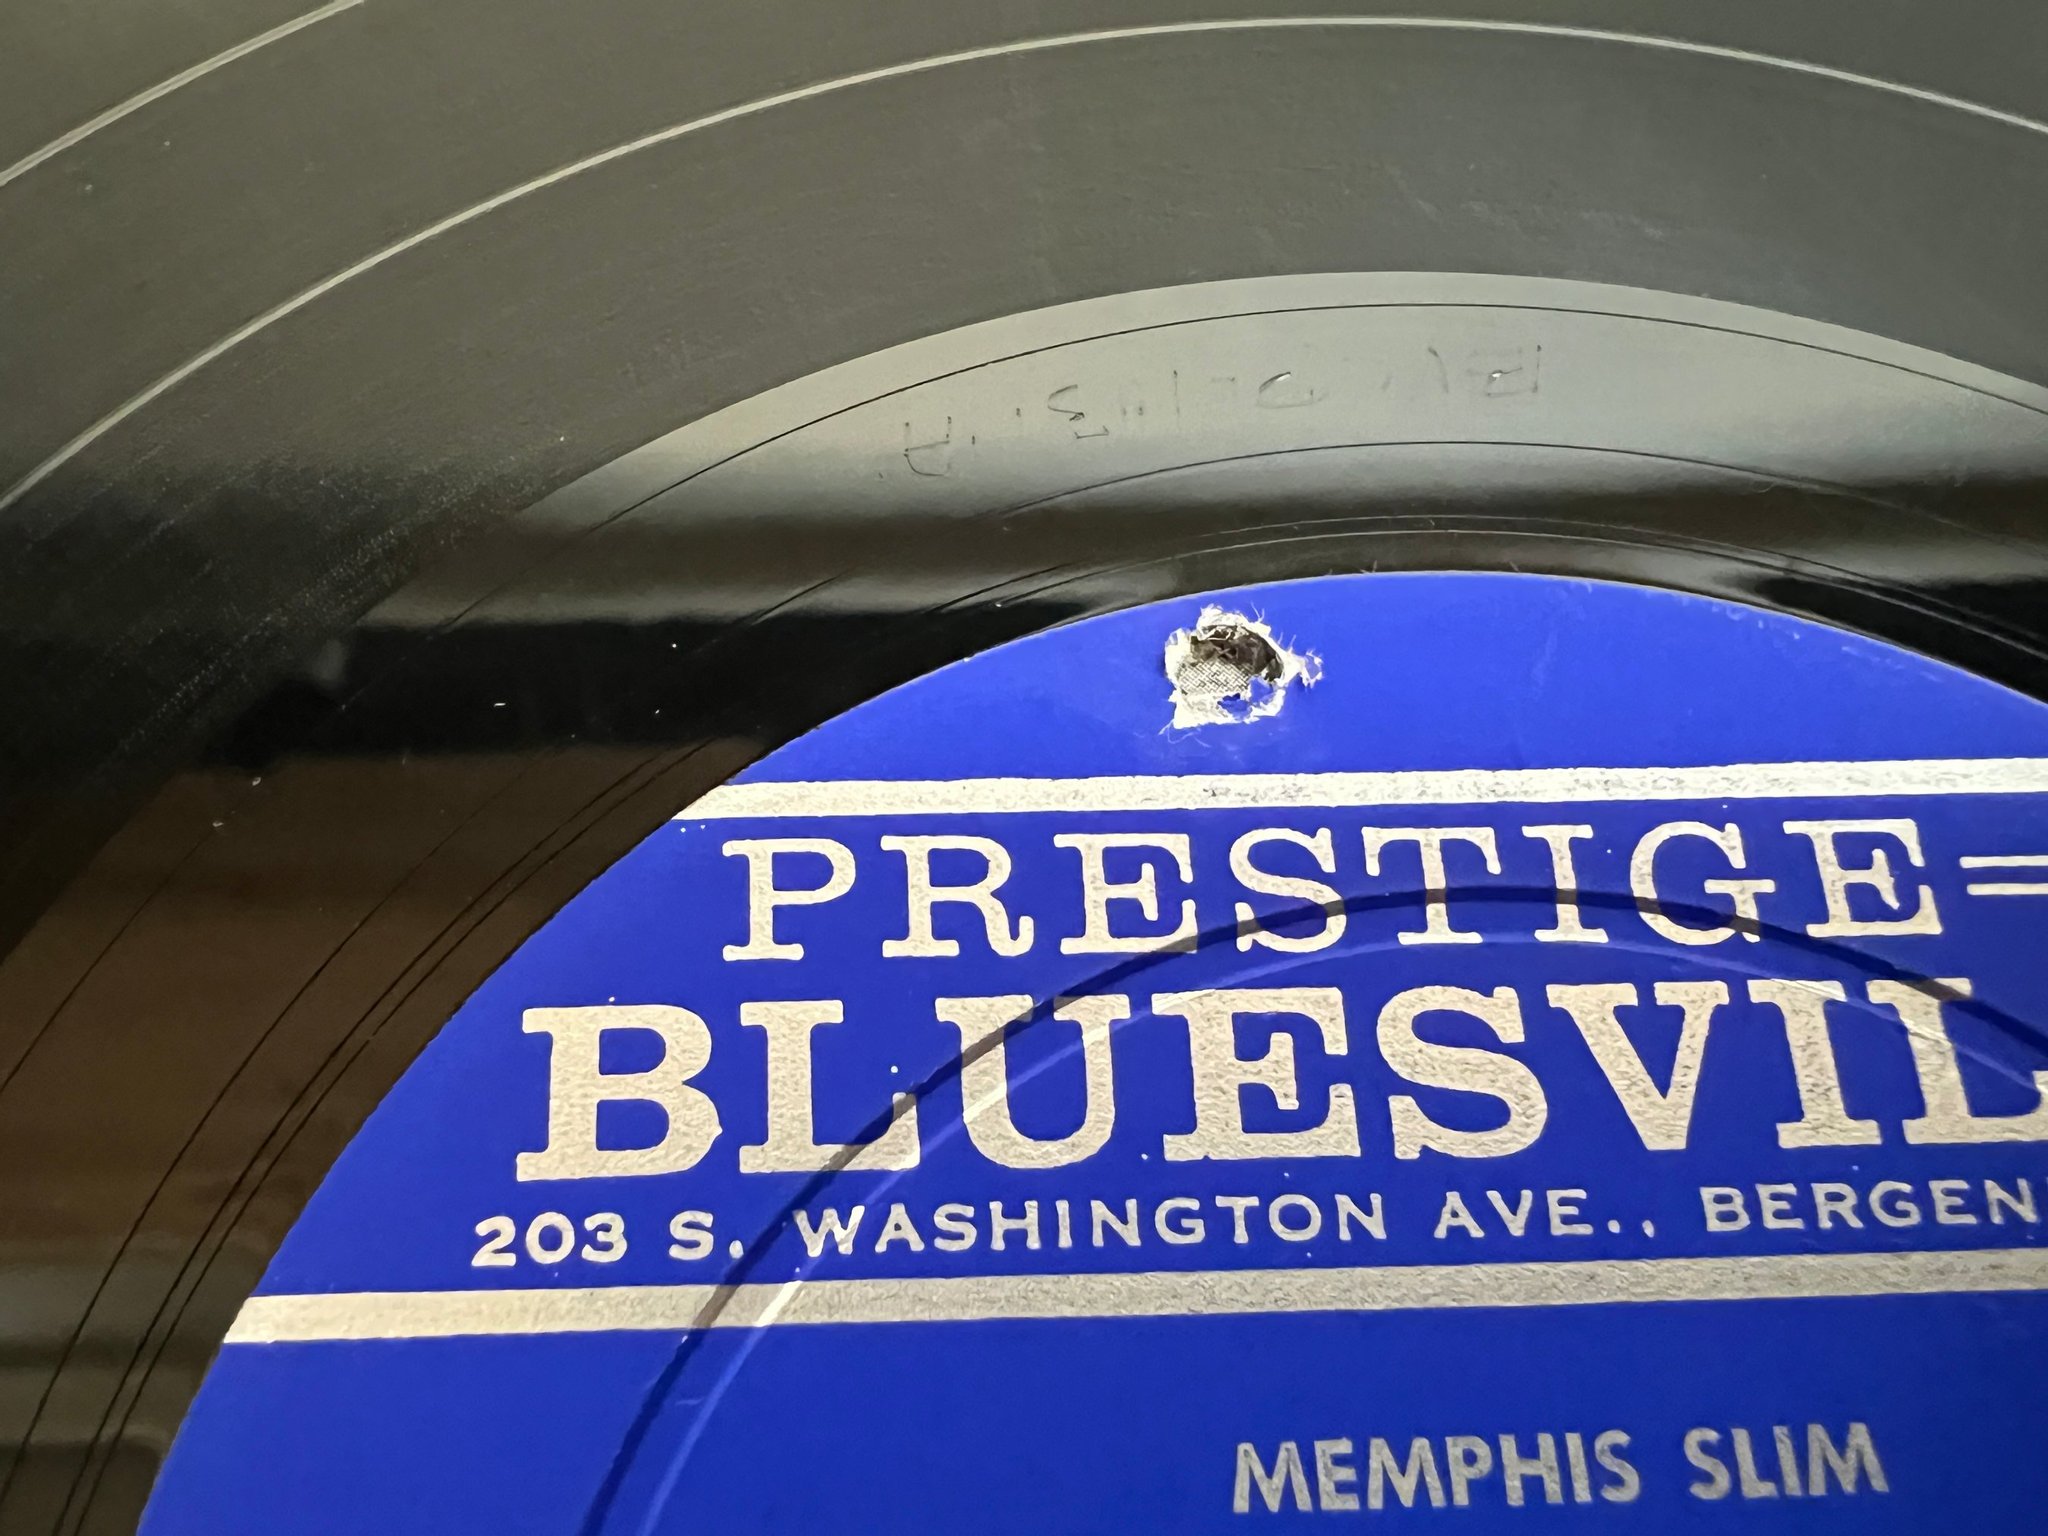 PRESTIGE=
BLUESVIL
203 S. WASHINGTON AVE., BERGEN
MEMPHIS SLIM